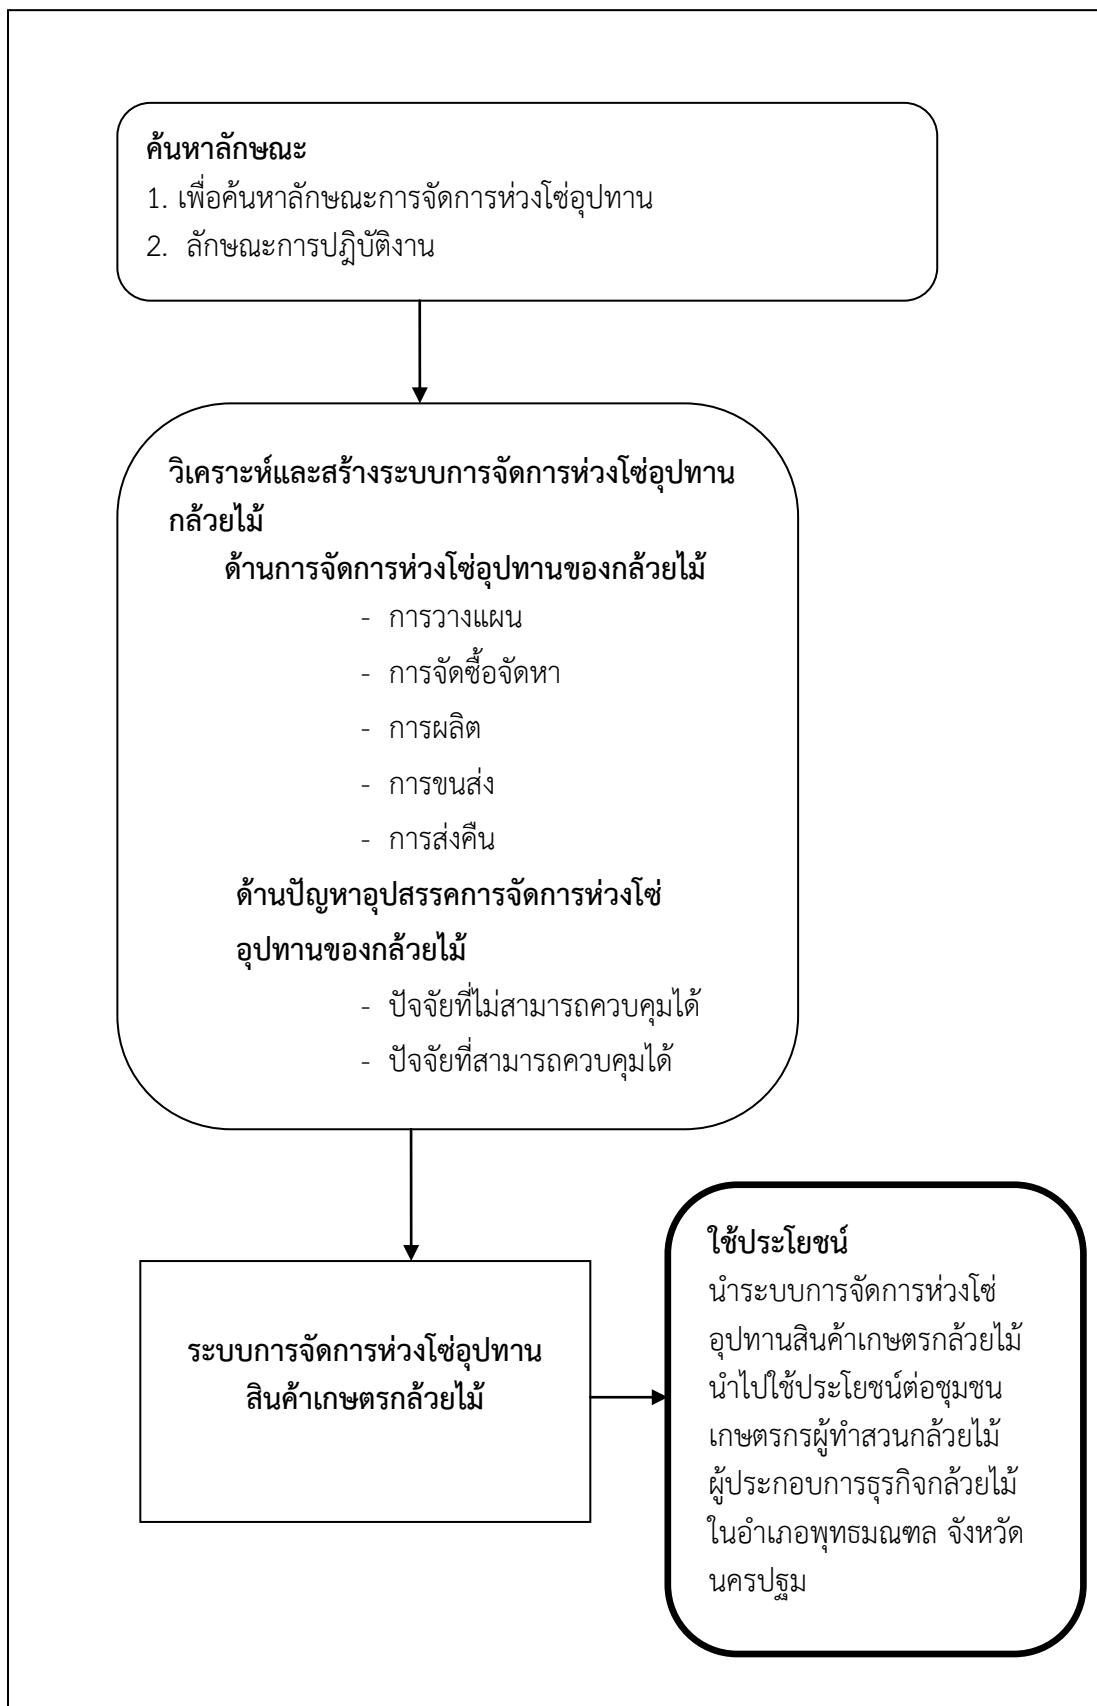 ค้นหาลักษณะ
1. เพื่อค้นหาลักษณะการจัดการห่วงโซ่อุปทาน
2. ลักษณะการปฎิบัติงาน
วิเคราะห์และสร้างระบบการจัดการห่วงโซ่อุปทาน
กล้วยไม้
ด้านการจัดการห่วงโซ่อุปทานของกล้วยไม้
- การวางแผน
- การจัดซื้อจัดหา
- การผลิต
- การขนส่ง
- การส่งคืน
ด้านปัญหาอุปสรรคการจัดการห่วงโซ่
อุปทานของกล้วยไม้
- ปัจจัยที่ไม่สามารถควบคุมได้
- ปัจจัยที่สามารถควบคุมได้
ระบบการจัดการห่วงโซ่อุปทาน
สินค้าเกษตรกล้วยไม้
ใช้ประโยชน์
นำระบบการจัดการห่วงโซ่
อุปทานสินค้าเกษตรกล้วยไม้
นำไปใช้ประโยชน์ต่อชุมชน
เกษตรกรผู้ทำสวนกล้วยไม้
ผู้ประกอบการธุรกิจกล้วยไม้
ในอำเภอพุทธมณฑล จังหวัด
นครปฐม